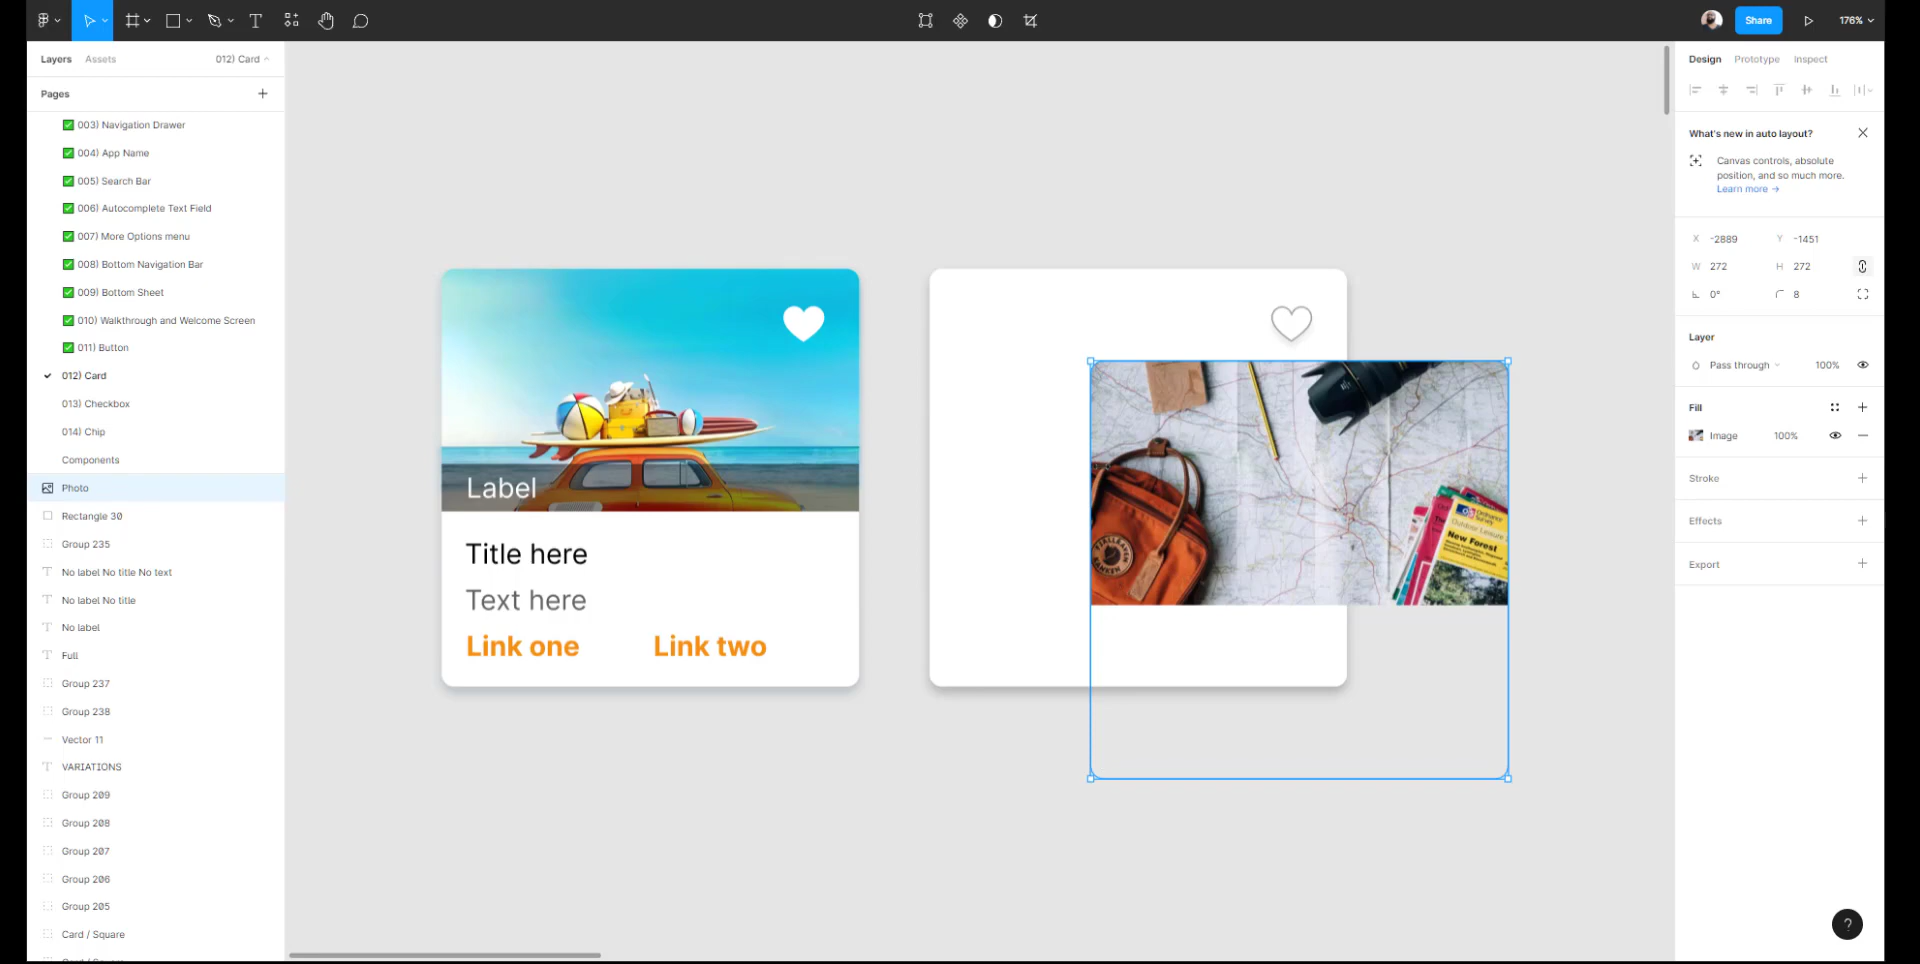 Share
176%
Layers
Assets
012) Card
Pages
003) Navigation Drawer
004) App Name
005) Search Bar
006) Autocomplete Text Field
007) More Options menu
008) Bottom Navigation Bar
009) Bottom Sheet
010) Walkthrough and Welcome Screen
011) Button
012) Card
013) Checkbox
014) Chip
Components
Photo
Rectangle 30
Group 235
No label No title No text
No label No title
No label
Full
Group 237
Group 238
Vector 11
VARIATIONS
Group 209
Group 208
Group 207
Group 206
Group 205
Card / Square
Label
Title here
Text here
Link one
Link two
FJÄLLRÄVEN
KÅNKEN
Ordnance
Survey
Outdoor Leisure
New Forest
Design
Prototype
Inspect
What's new in auto layout?
Canvas controls, absolute
position, and so much more.
Learn more →
X -2889
Y -1451
W 272
H 272
0°
8
Layer
Pass through
100%
Fill
Image
100%
Stroke
Effects
Export
?